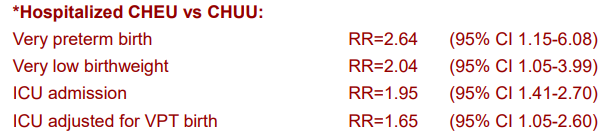 *Hospitalized CHEU vs CHUU:
Very preterm birth RR=2.64 (95% CI 1.15-6.08)
Very low birthweight RR=2.04 (95% CI 1.05-3.99)
ICU admission RR=1.95 (95% CI 1.41-2.70)
ICU adjusted for VPT birth RR=1.65 (95% CI 1.05-2.60)